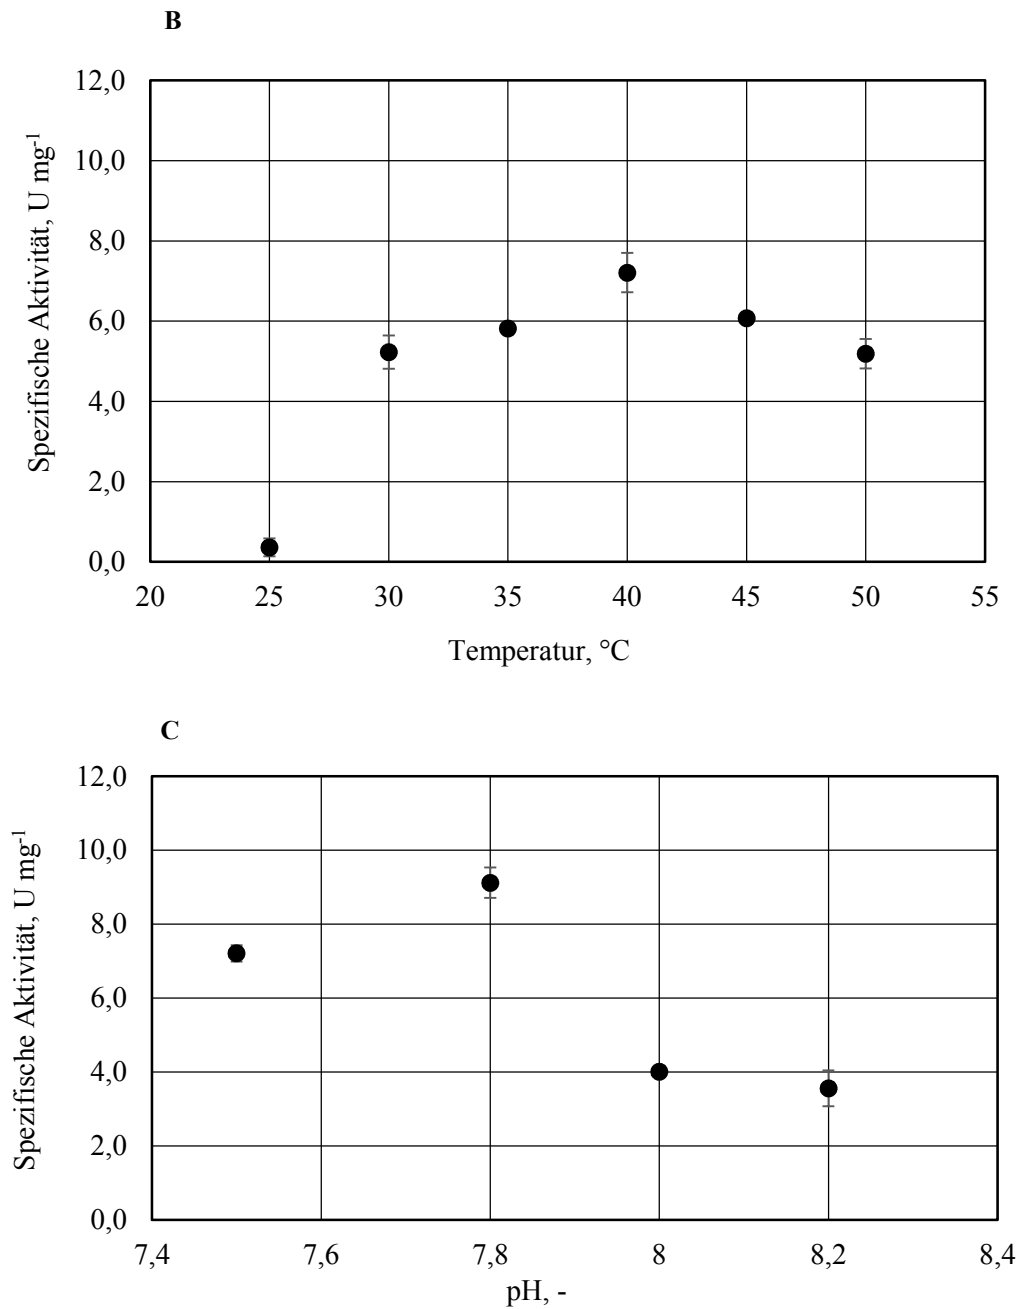 B
Spezifische Aktivität, U mg-1
12,0
10,0
8,0
6,0
4,0
2,0
0,0
20 25 30 35 40 45 50 55
Temperatur, °C
C
Spezifische Aktivität, U mg-1
12,0
10,0
8,0
6,0
4,0
2,0
0,0
7,4 7,6 7,8 8 8,2 8,4
pH, -